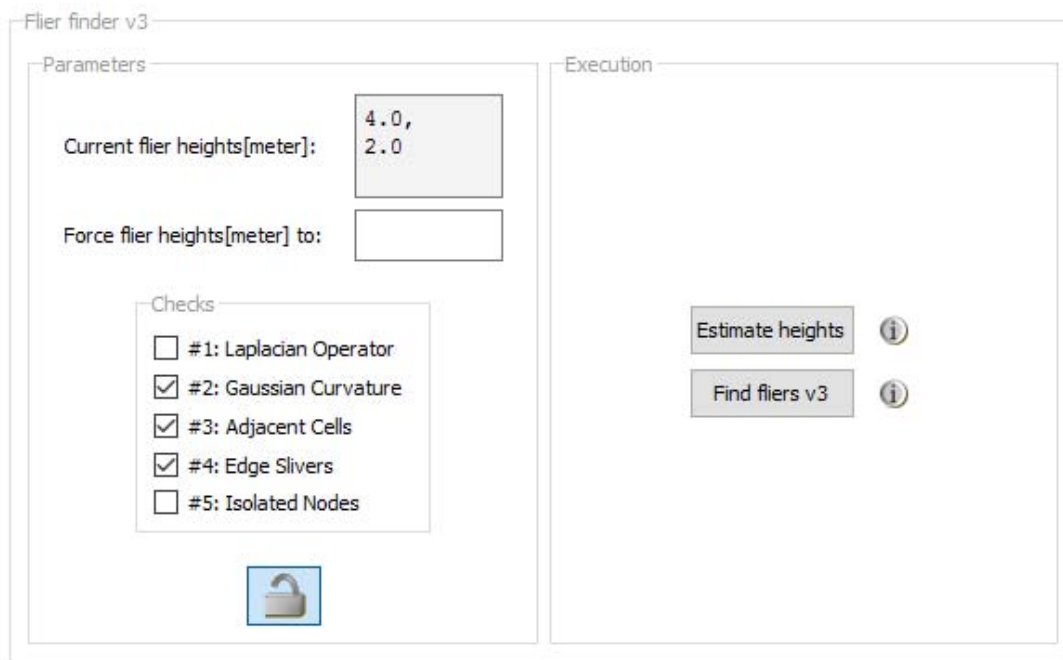 Flier finder v3
Parameters
Current flier heights[meter]:
4.0,
2.0
Force flier heights[meter] to:
Checks
#1: Laplacian Operator
#2: Gaussian Curvature
#3: Adjacent Cells
#4: Edge Slivers
#5: Isolated Nodes
Execution
Estimate heights
Find fliers v3